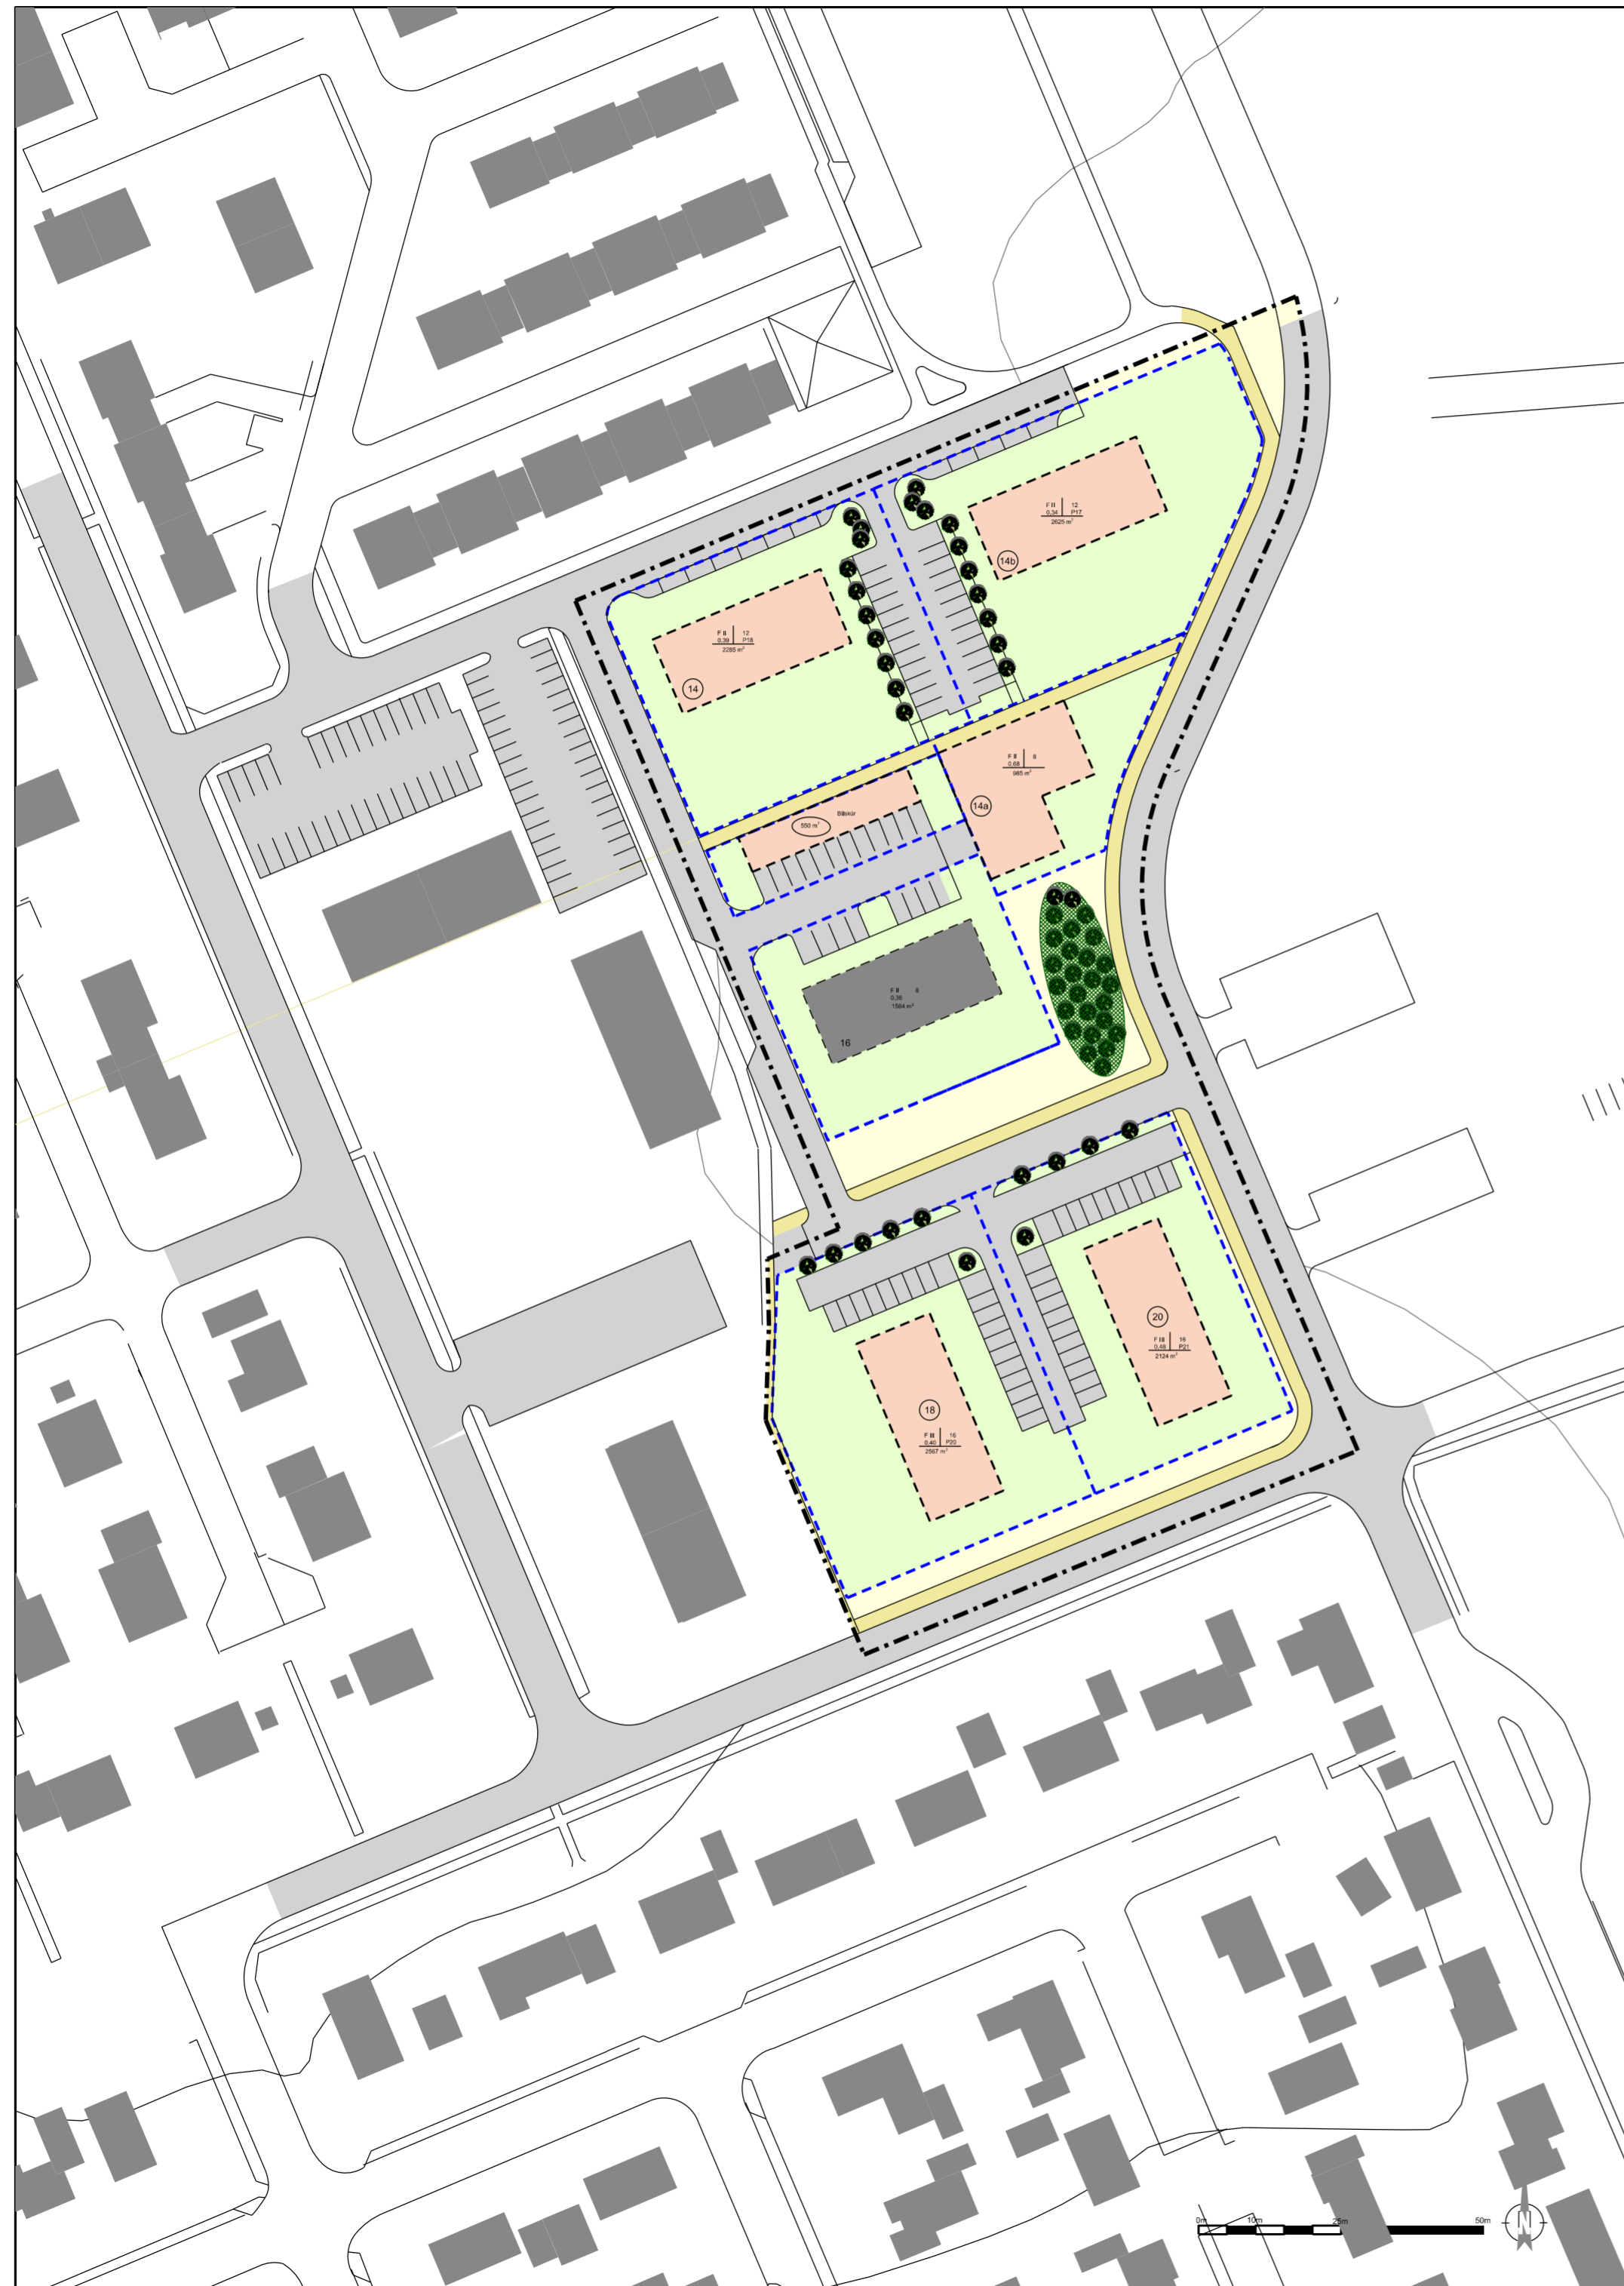 F II 12
0,34 P17
2625 m²
14b
F II 12
0,39 P18
2285 m²
14
F II 8
0,68
985 m²
14a
Bílskúr
550 m²
F II 8
0,36
1564 m²
16
20
F III 16
0,48 P21
2124 m²
18
F III 16
0,40 P20
2567 m²
0m 10m 25m 50m
N